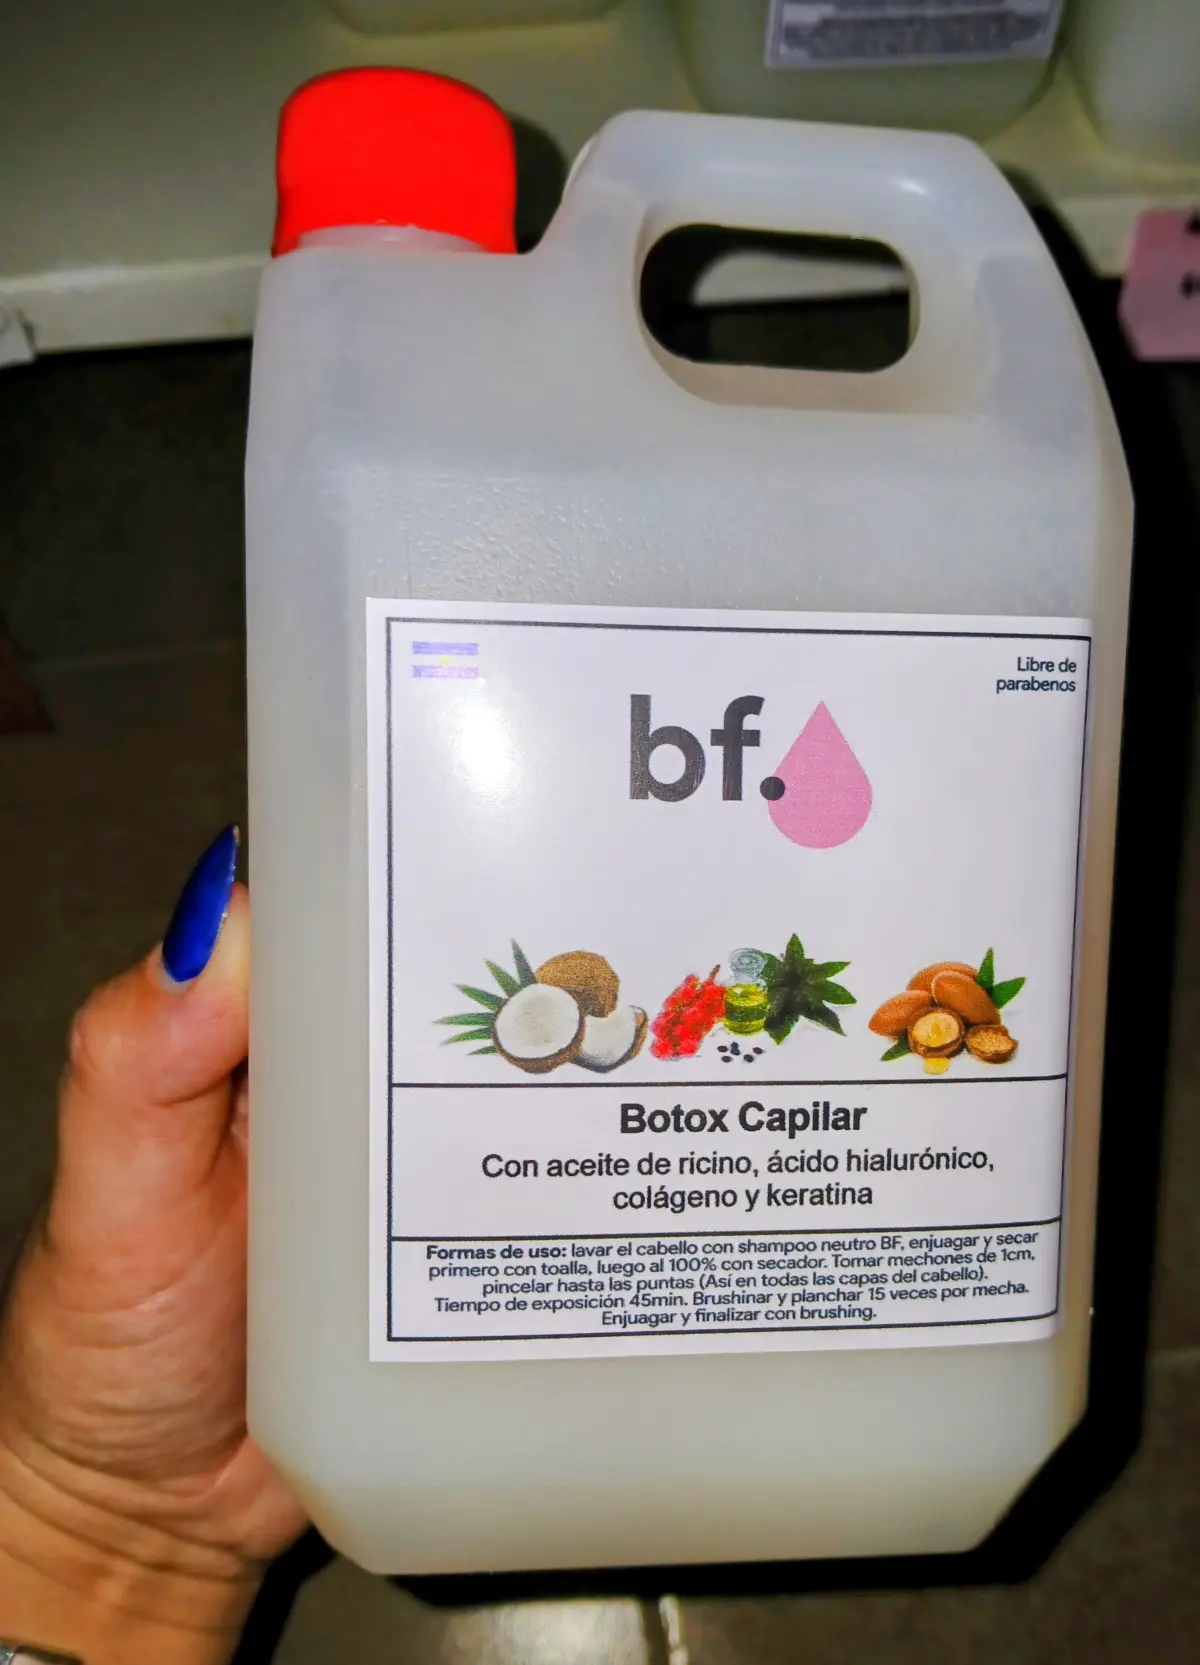 Libre de
parabenos
bf.
Botox Capilar
Con aceite de ricino, ácido hialurónico,
colágeno y keratina
Formas de uso: lavar el cabello con shampoo neutro BF, enjuagar y secar
primero con toalla, luego al 100% con secador. Tomar mechones de 1cm,
pincelar hasta las puntas (Así en todas las capas del cabello).
Tiempo de exposición 45min. Brushinar y planchar 15 veces por mecha.
Enjuagar y finalizar con brushing.